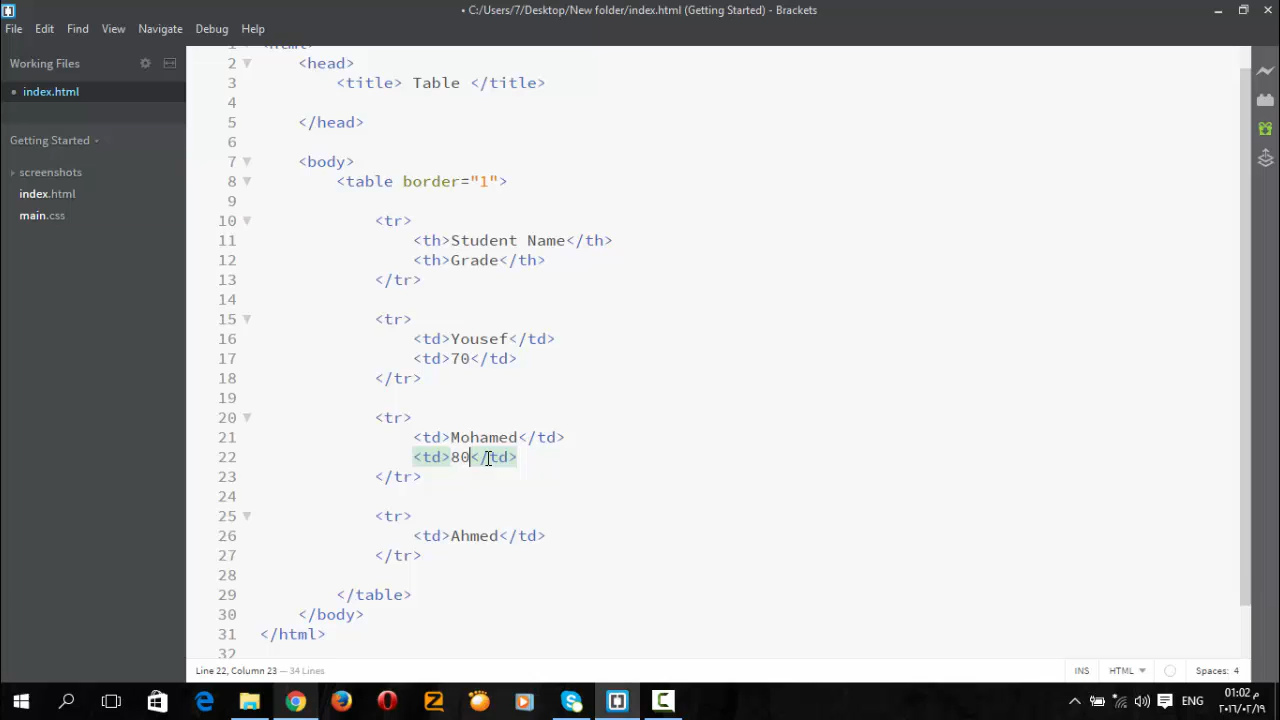 • C:/Users/7/Desktop/New folder/index.html (Getting Started) - Brackets
File Edit Find View Navigate Debug Help
Working Files
• index.html
Getting Started
screenshots
index.html
main.css
1 <html>
2 <head>
3 <title> Table </title>
4
5 </head>
6
7 <body>
8 <table border="1">
9
10 <tr>
11 <th>Student Name</th>
12 <th>Grade</th>
13 </tr>
14
15 <tr>
16 <td>Yousef</td>
17 <td>70</td>
18 </tr>
19
20 <tr>
21 <td>Mohamed</td>
22 <td>80</td>
23 </tr>
24
25 <tr>
26 <td>Ahmed</td>
27 </tr>
28
29 </table>
30 </body>
31 </html>
32
Line 22, Column 23 — 34 Lines
INS HTML Spaces: 4
ENG
01:02 م
٢٠١٦/٠٢/١٩